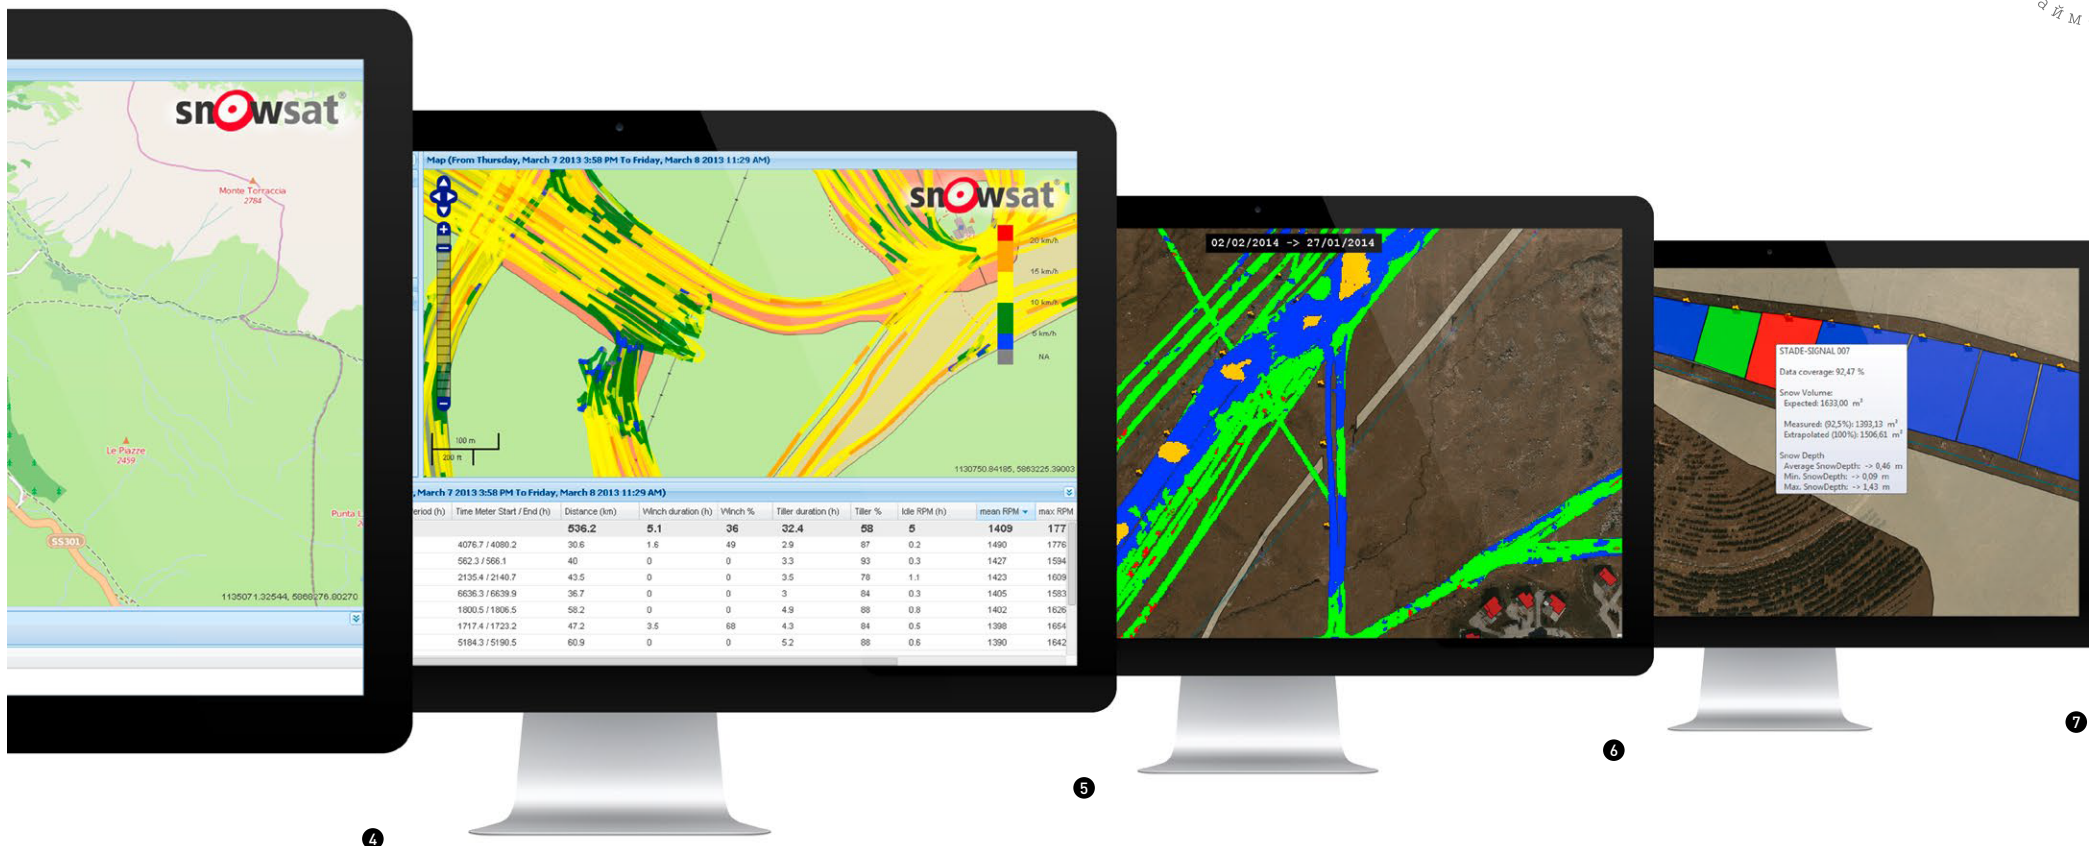 айм
snowsat®
Monte Torraccia
2784
Le Piazze
2459
Punta
SS301
1135071.32544, 5868276.80270
4
Map (From Thursday, March 7 2013 3:58 PM To Friday, March 8 2013 11:29 AM)
snowsat
20 km/h
15 km/h
10 km/h
5 km/h
NA
100 m
200 ft
1130750.84185, 5863225.39003
, March 7 2013 3:58 PM To Friday, March 8 2013 11:29 AM)
eriod (h) Time Meter Start / End (h) Distance (km) Winch duration (h) Winch % Tiller duration (h) Tiller % Idle RPM (h) mean RPM max RPM
536.2 5.1 36 32.4 58 5 1409 177
4076.7 / 4080.2 30.6 1.6 49 2.9 87 0.2 1490 1776
562.3 / 566.1 40 0 0 3.3 93 0.3 1427 1594
2135.4 / 2140.7 43.5 0 0 3.5 78 1.1 1423 1609
6636.3 / 6639.9 36.7 0 0 3 84 0.3 1405 1583
1800.5 / 1806.5 58.2 0 0 4.9 88 0.8 1402 1626
1717.4 / 1723.2 47.2 3.5 68 4.3 84 0.5 1398 1654
5184.3 / 5190.5 60.9 0 0 5.2 88 0.6 1390 1642
5
02/02/2014 -> 27/01/2014
6
STADE-SIGNAL 007
Data coverage: 92,47 %
Snow Volume:
Expected: 1633,00 m³
Measured: (92,5%): 1393,13 m³
Extrapolated (100%): 1506,61 m³
Snow Depth
Average SnowDepth: -> 0,46 m
Min. SnowDepth: -> 0,09 m
Max. SnowDepth: -> 1,43 m
7